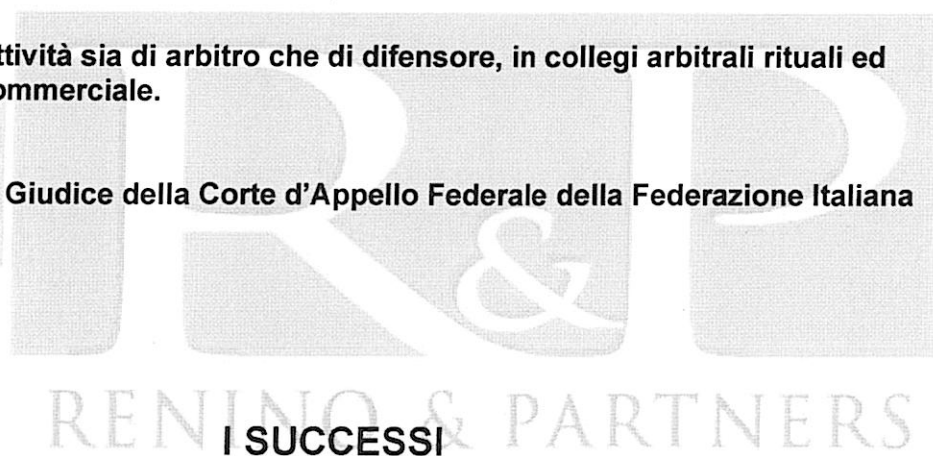 ttività sia di arbitro che di difensore, in collegi arbitrali rituali ed
ommerciale.
Giudice della Corte d'Appello Federale della Federazione Italiana
R&P
RENINO & PARTNERS
I SUCCESSI